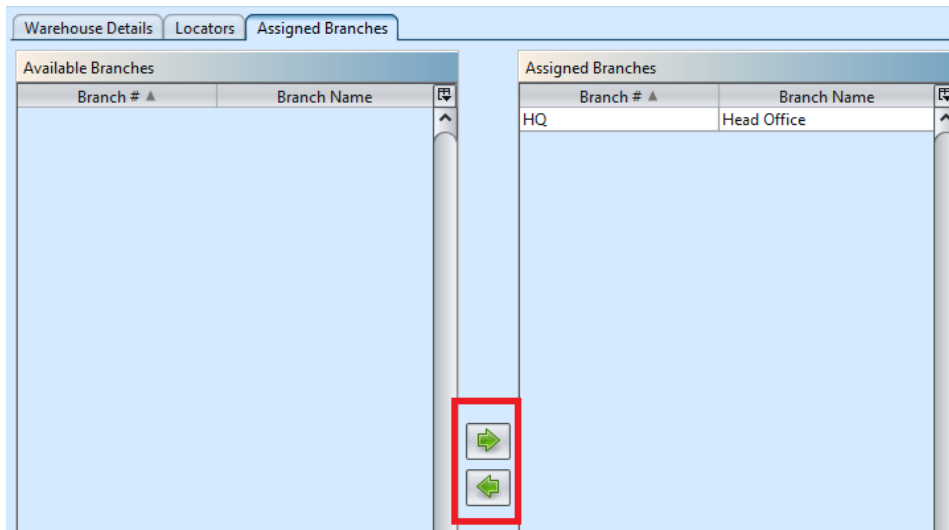 Warehouse Details Locators Assigned Branches
Available Branches
Branch # Branch Name
Assigned Branches
Branch # Branch Name
HQ Head Office